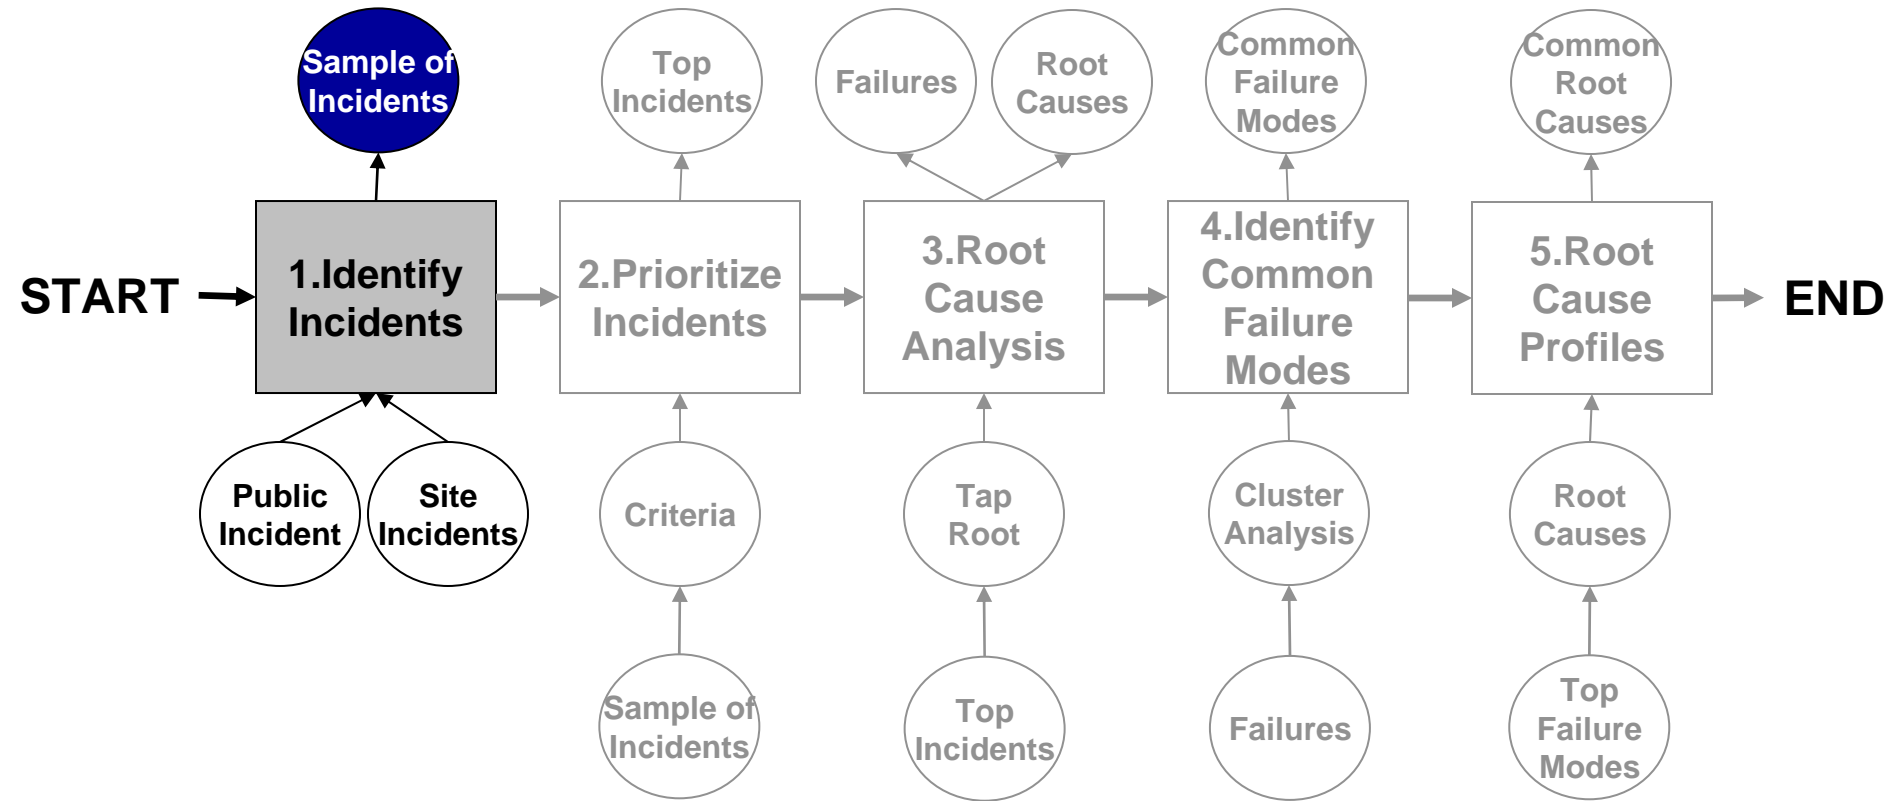 Sample of
Incidents
Top
Incidents
Failures
Root
Causes
Common
Failure
Modes
Common
Root
Causes
START
1.Identify
Incidents
2.Prioritize
Incidents
3.Root
Cause
Analysis
4.Identify
Common
Failure
Modes
5.Root
Cause
Profiles
END
Public
Incident
Site
Incidents
Criteria
Tap
Root
Cluster
Analysis
Root
Causes
Sample of
Incidents
Top
Incidents
Failures
Top
Failure
Modes